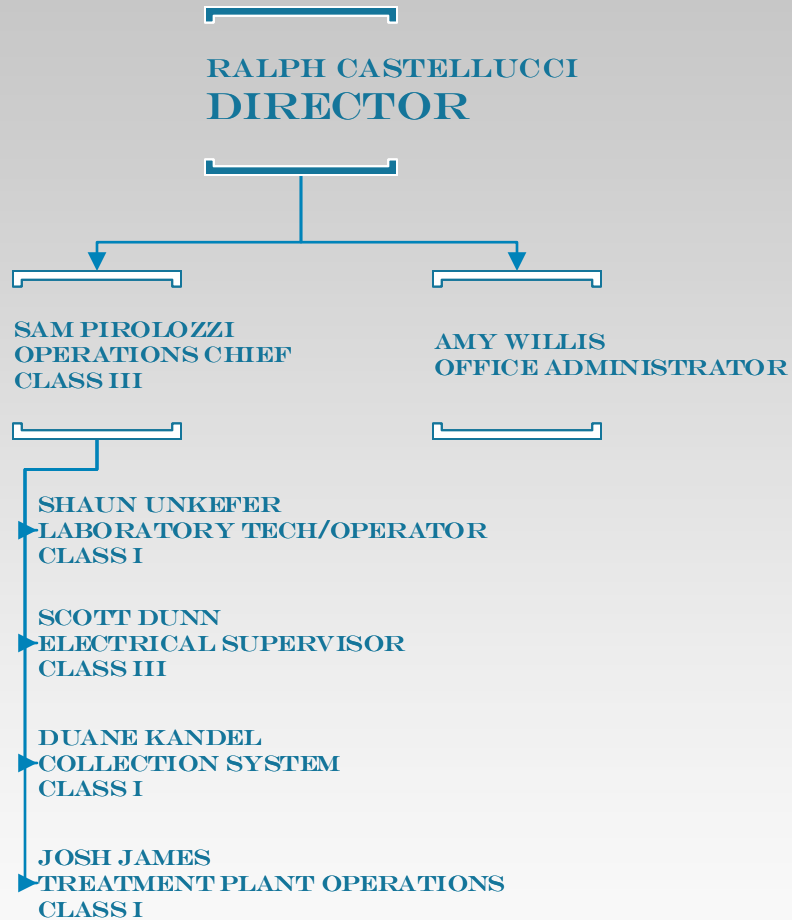 RALPH CASTELLUCCI
DIRECTOR
SAM PIROLOZZI
OPERATIONS CHIEF
CLASS III
AMY WILLIS
OFFICE ADMINISTRATOR
SHAUN UNKEFER
LABORATORY TECH/OPERATOR
CLASS I
SCOTT DUNN
ELECTRICAL SUPERVISOR
CLASS III
DUANE KANDEL
COLLECTION SYSTEM
CLASS I
JOSH JAMES
TREATMENT PLANT OPERATIONS
CLASS I